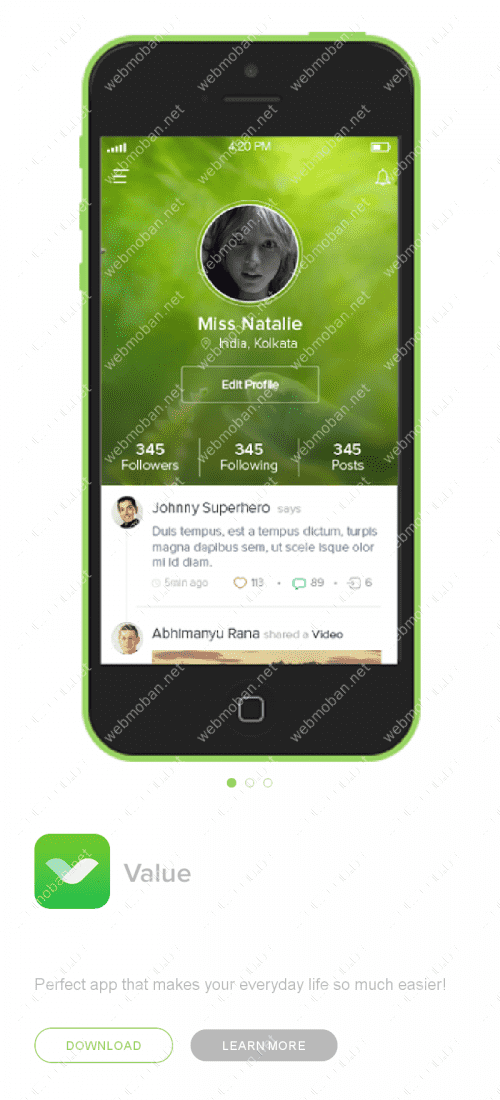 4:20 PM
Miss Natalie
India, Kolkata
Edit Profile
345 345 345
Followers Following Posts
Johnny Superhero says
Duis tempus, est a tempus dictum, turpis
magna dapibus sem, ut scele isque olor
mi id diam.
5min ago 113 • 89 • 6
Abhimanyu Rana shared a Video
Value
Perfect app that makes your everyday life so much easier!
DOWNLOAD LEARN MORE
webmoban.net